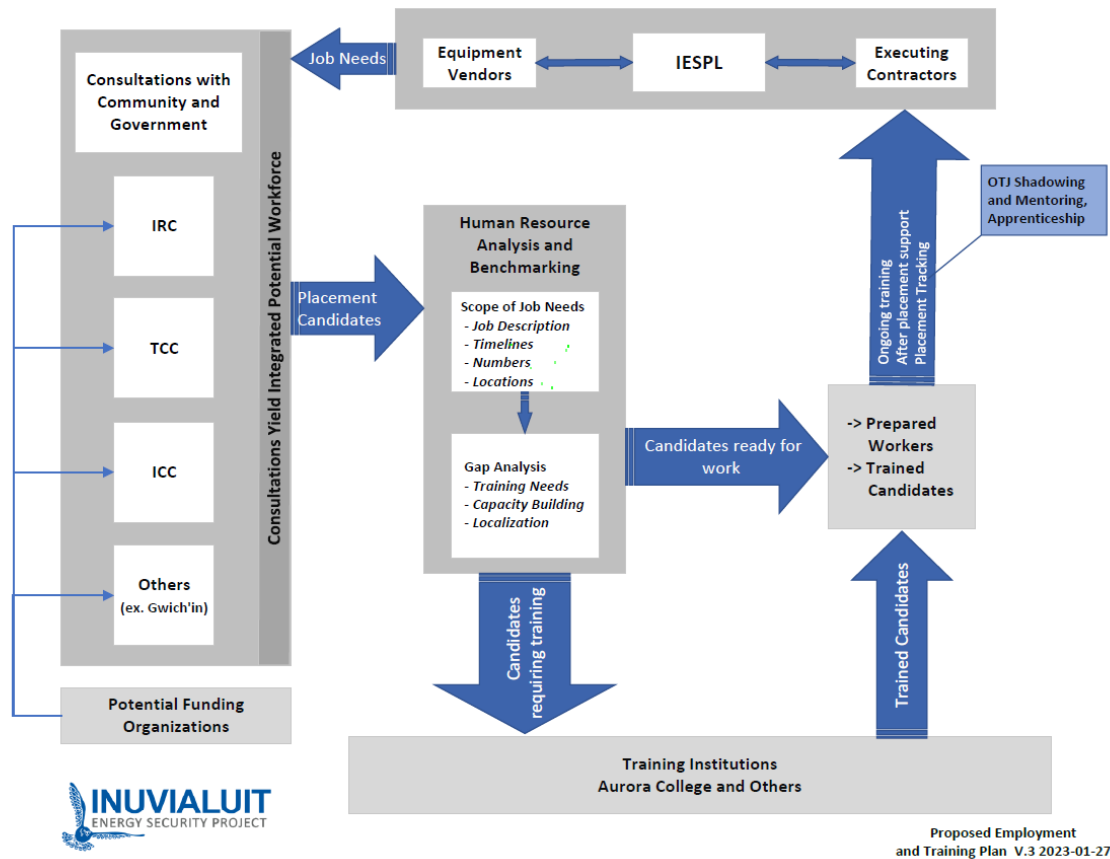 Job Needs
Equipment
Vendors
IESPL
Executing
Contractors
Consultations with
Community and
Government
IRC
TCC
ICC
Others
(ex. Gwich'in)
Consultations Yield Integrated Potential Workforce
Potential Funding
Organizations
Placement
Candidates
Human Resource
Analysis and
Benchmarking
Scope of Job Needs
- Job Description
- Timelines
- Numbers
- Locations
Gap Analysis
- Training Needs
- Capacity Building
- Localization
Candidates ready for
work
Candidates
requiring training
OTJ Shadowing
and Mentoring,
Apprenticeship
Ongoing training
After placement support
Placement Tracking
-> Prepared
Workers
-> Trained
Candidates
Trained Candidates
Training Institutions
Aurora College and Others
INUVIALUIT
ENERGY SECURITY PROJECT
Proposed Employment
and Training Plan V.3 2023-01-27